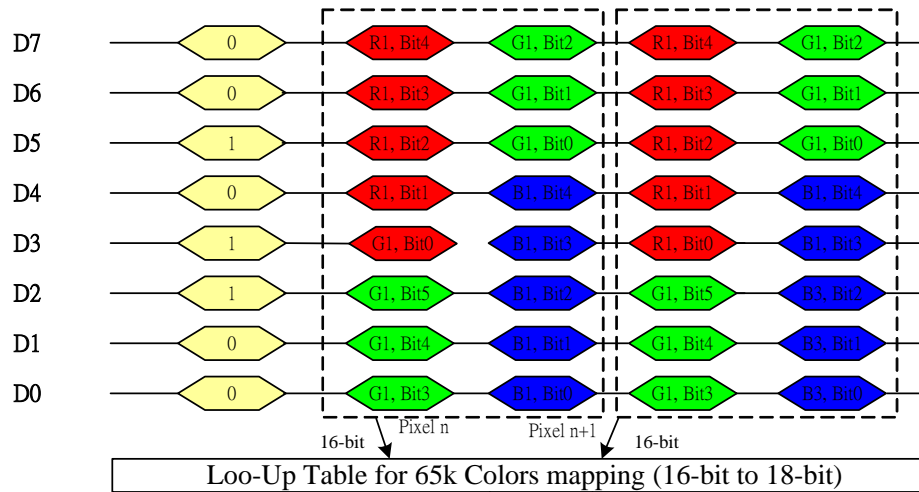 D7 0 R1, Bit4 G1, Bit2 R1, Bit4 G1, Bit2
D6 0 R1, Bit3 G1, Bit1 R1, Bit3 G1, Bit1
D5 1 R1, Bit2 G1, Bit0 R1, Bit2 G1, Bit0
D4 0 R1, Bit1 B1, Bit4 R1, Bit1 B1, Bit4
D3 1 G1, Bit0 B1, Bit3 R1, Bit0 B1, Bit3
D2 1 G1, Bit5 B1, Bit2 G1, Bit5 B3, Bit2
D1 0 G1, Bit4 B1, Bit1 G1, Bit4 B3, Bit1
D0 0 G1, Bit3 B1, Bit0 G1, Bit3 B3, Bit0
Pixel n Pixel n+1
16-bit 16-bit
Loo-Up Table for 65k Colors mapping (16-bit to 18-bit)